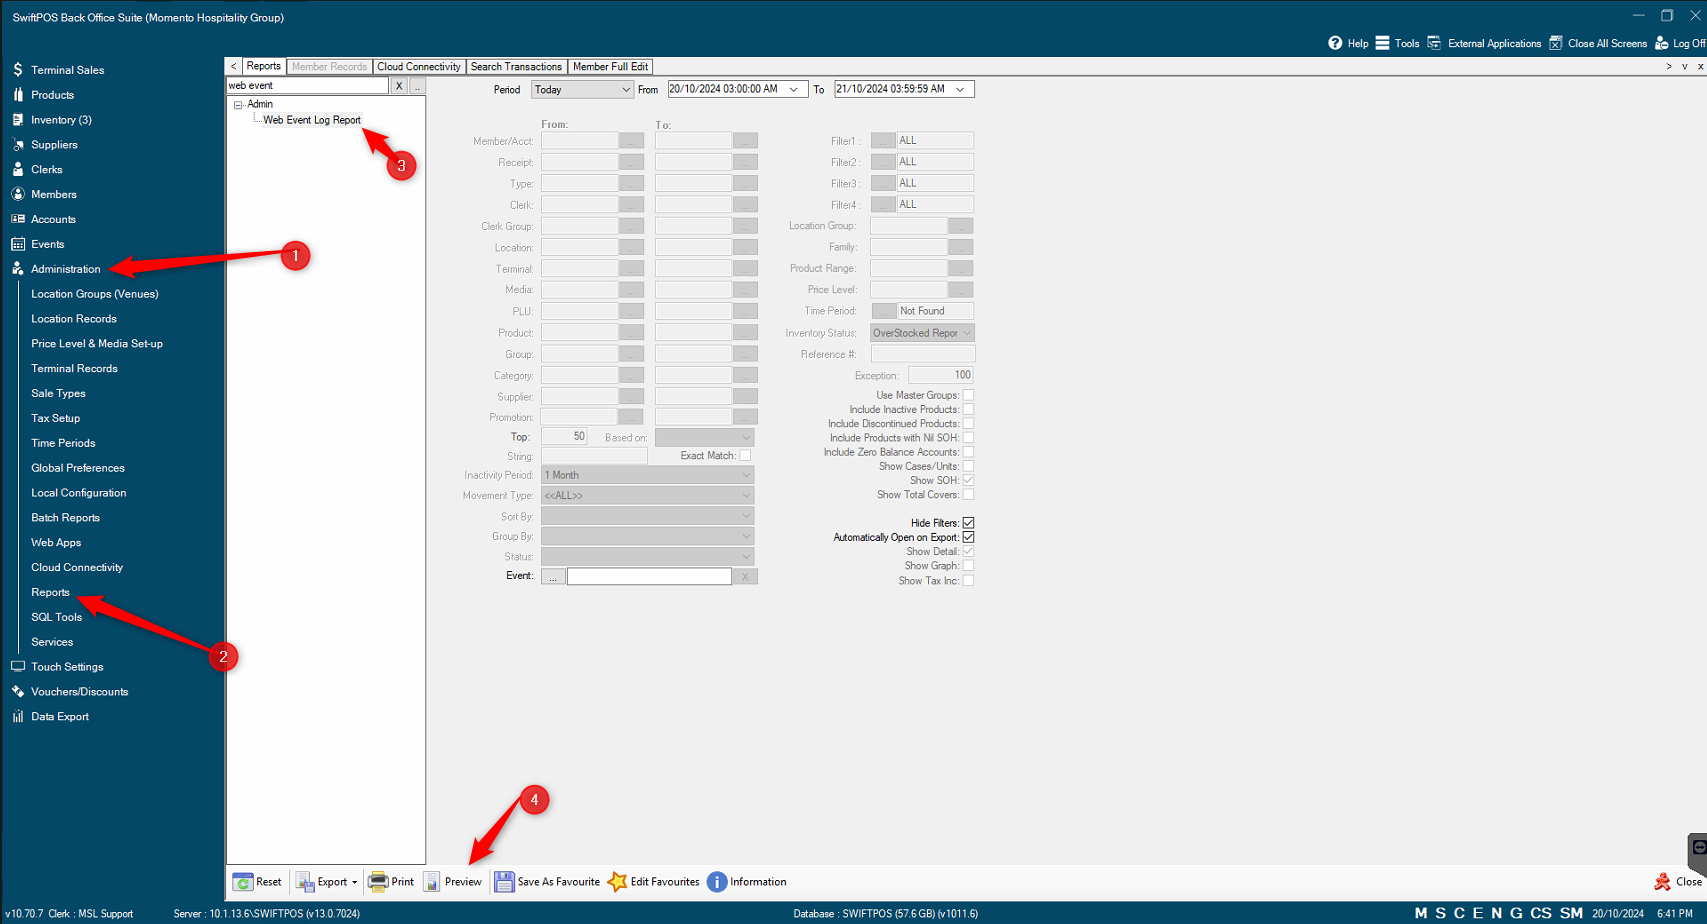 SwiftPOS Back Office Suite (Momento Hospitality Group)
Help Tools External Applications Close All Screens Log Off
Terminal Sales
Products
Inventory (3)
Suppliers
Clerks
Members
Accounts
Events
Administration
Location Groups (Venues)
Location Records
Price Level & Media Set-up
Terminal Records
Sale Types
Tax Setup
Time Periods
Global Preferences
Local Configuration
Batch Reports
Web Apps
Cloud Connectivity
Reports
SQL Tools
Services
Touch Settings
Vouchers/Discounts
Data Export
< Reports Member Records Cloud Connectivity Search Transactions Member Full Edit > v x
web event X ..
Admin
Web Event Log Report
1
2
3
4
Period Today From 20/10/2024 03:00:00 AM To 21/10/2024 03:59:59 AM
From: To:
Member/Acct: ... ...
Receipt: ... ...
Type: ... ...
Clerk: ... ...
Clerk Group: ... ...
Location: ... ...
Terminal: ... ...
Media: ... ...
PLU: ... ...
Product: ... ...
Group: ... ...
Category: ... ...
Supplier: ... ...
Promotion: ... ...
Top: 50 Based on:
String: Exact Match:
Inactivity Period: 1 Month
Movement Type: <<ALL>>
Sort By:
Group By:
Status:
Event: ... X
Filter1 : ... ALL
Filter2 : ... ALL
Filter3 : ... ALL
Filter4 : ... ALL
Location Group: ...
Family: ...
Product Range: ...
Price Level: ...
Time Period: ... Not Found
Inventory Status: OverStocked Repor
Reference #:
Exception: 100
Use Master Groups:
Include Inactive Products:
Include Discontinued Products:
Include Products with Nil SOH:
Include Zero Balance Accounts:
Show Cases/Units:
Show SOH:
Show Total Covers:
Hide Filters:
Automatically Open on Export:
Show Detail:
Show Graph:
Show Tax Inc:
Reset Export Print Preview Save As Favourite Edit Favourites Information Close
v10.70.7 Clerk : MSL Support Server : 10.1.13.6\SWIFTPOS (v13.0.7024) Database : SWIFTPOS (57.6 GB) (v1011.6) M S C E N G CS SM 20/10/2024 6:41 PM